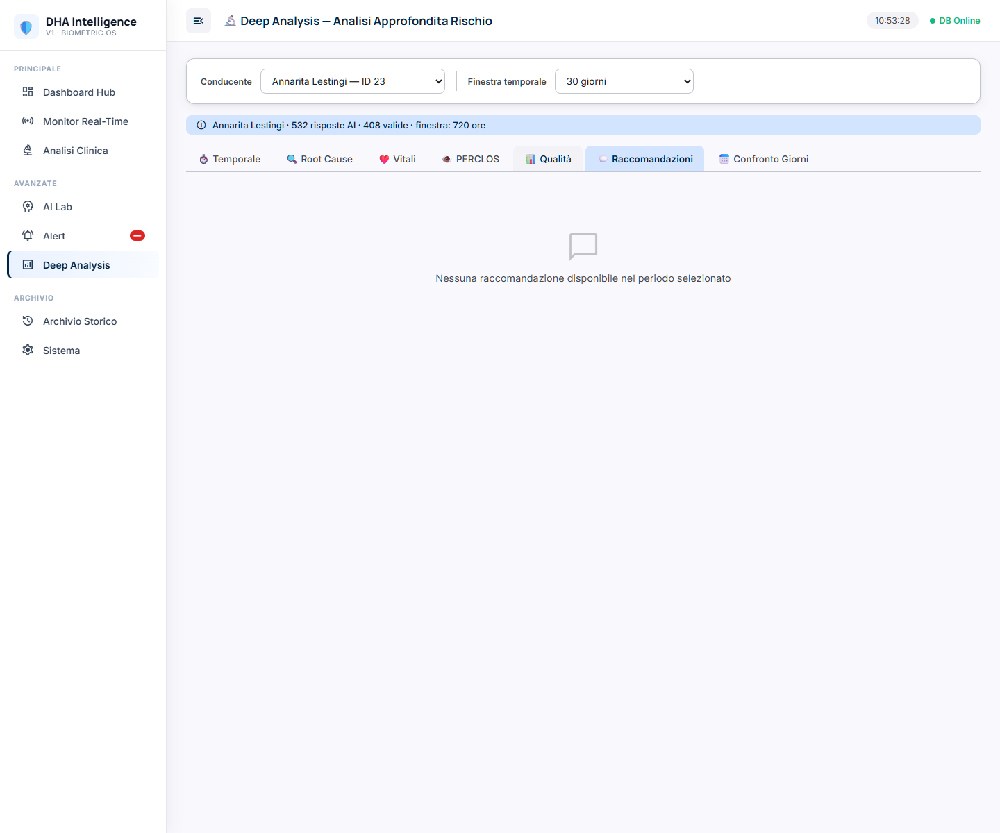 DHA Intelligence
V1 · BIOMETRIC OS
PRINCIPALE
Dashboard Hub
Monitor Real-Time
Analisi Clinica
AVANZATE
AI Lab
Alert —
Deep Analysis
ARCHIVIO
Archivio Storico
Sistema
Deep Analysis — Analisi Approfondita Rischio
10:53:28
DB Online
Conducente Annarita Lestingi — ID 23 Finestra temporale 30 giorni
Annarita Lestingi · 532 risposte AI · 408 valide · finestra: 720 ore
Temporale Root Cause Vitali PERCLOS Qualità Raccomandazioni Confronto Giorni
Nessuna raccomandazione disponibile nel periodo selezionato